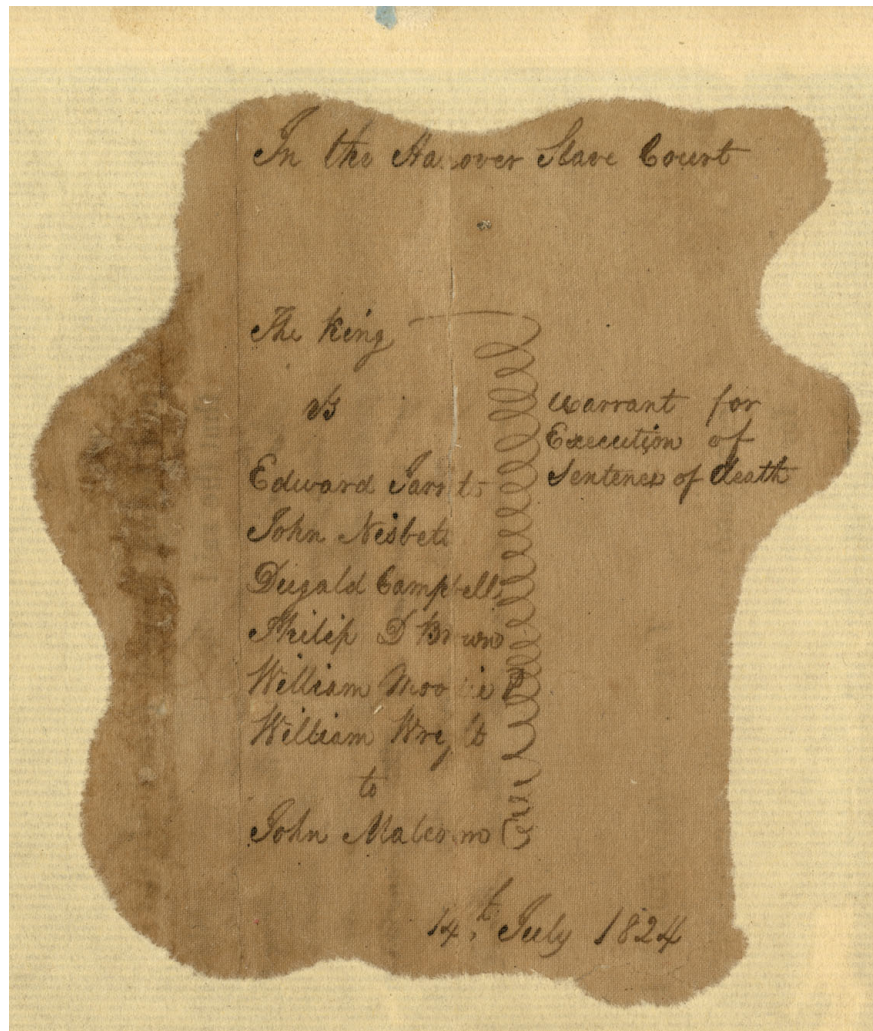 In the Hanover Slave Court
The King
vs
Warrant for
Execution of
Sentence of death
Edward Jarrett
John Nesbett
Dugald Campbell
Philip D Brown
William Moodie
William Wright
to
John Malcolm
14th July 1824